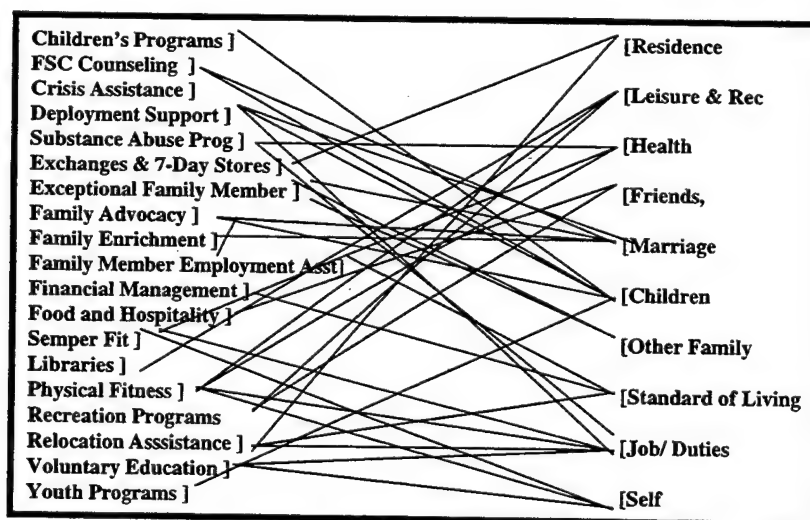 Children's Programs ]
FSC Counseling ]
Crisis Assistance ]
Deployment Support ]
Substance Abuse Prog ]
Exchanges & 7-Day Stores ]
Exceptional Family Member ]
Family Advocacy ]
Family Enrichment ]
Family Member Employment Asst]
Financial Management ]
Food and Hospitality ]
Semper Fit ]
Libraries ]
Physical Fitness ]
Recreation Programs
Relocation Asssistance ]
Voluntary Education ]
Youth Programs ]
[Residence
[Leisure & Rec
[Health
[Friends,
[Marriage
[Children
[Other Family
[Standard of Living
[Job/ Duties
[Self